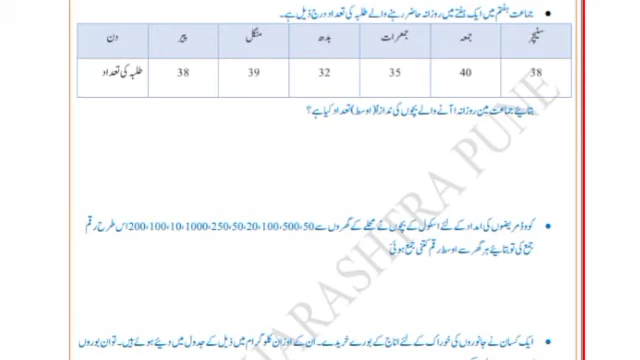 جماعت ہفتم میں ایک ہفتے میں روزانہ حاضر رہنے والے طلبہ کی تعداد درج ذیل ہے۔
دن پیر منگل بدھ جمعرات جمعہ سنیچر
طلبہ کی تعداد 38 39 32 35 40 38
بتایئے جماعت مین روزانہ آنے والے بچوں کی اندازاً (اوسط) تعداد کیا ہے؟
کووڈ مریضوں کی امداد کے لئے اسکول کے بچوں نے محلے کے گھروں سے 50،500،100،20،50،250،1000،10،100،200 اس طرح رقم
جمع کی تو بتایئے ہر گھر سے اوسط رقم کتنی جمع ہوئی
ایک کسان نے جانوروں کی خوراک کے لئے اناج کے بورے خریدے۔ ان کے اوزان کلوگرام میں ذیل کے جدول میں دیئے ہوئے ہیں۔ تو ان بوروں
ARASHTRA PUNE